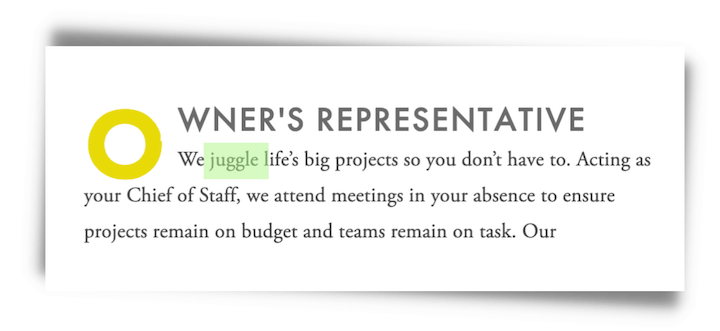 OWNER'S REPRESENTATIVE
We juggle life’s big projects so you don’t have to. Acting as
your Chief of Staff, we attend meetings in your absence to ensure
projects remain on budget and teams remain on task. Our